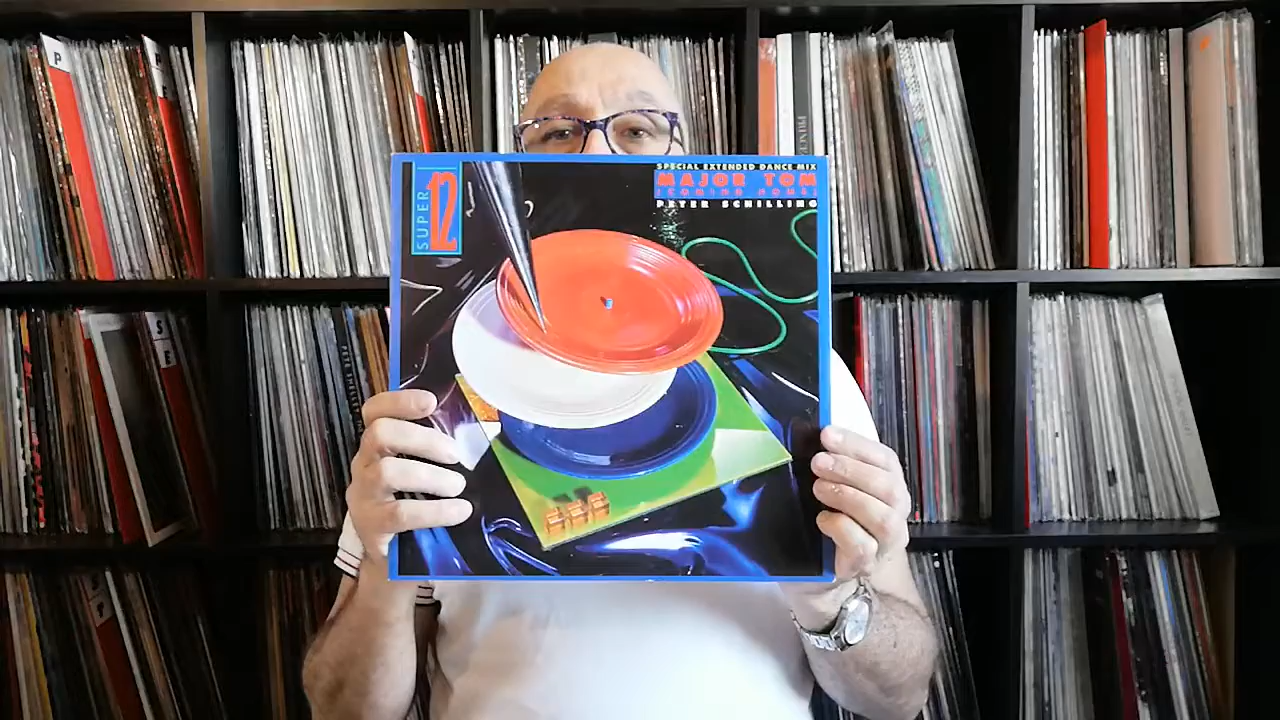 P
P
SUPER
12
SPECIAL EXTENDED DANCE MIX
MAJOR TOM
(COMING HOME)
PETER SCHILLING
S
F
S